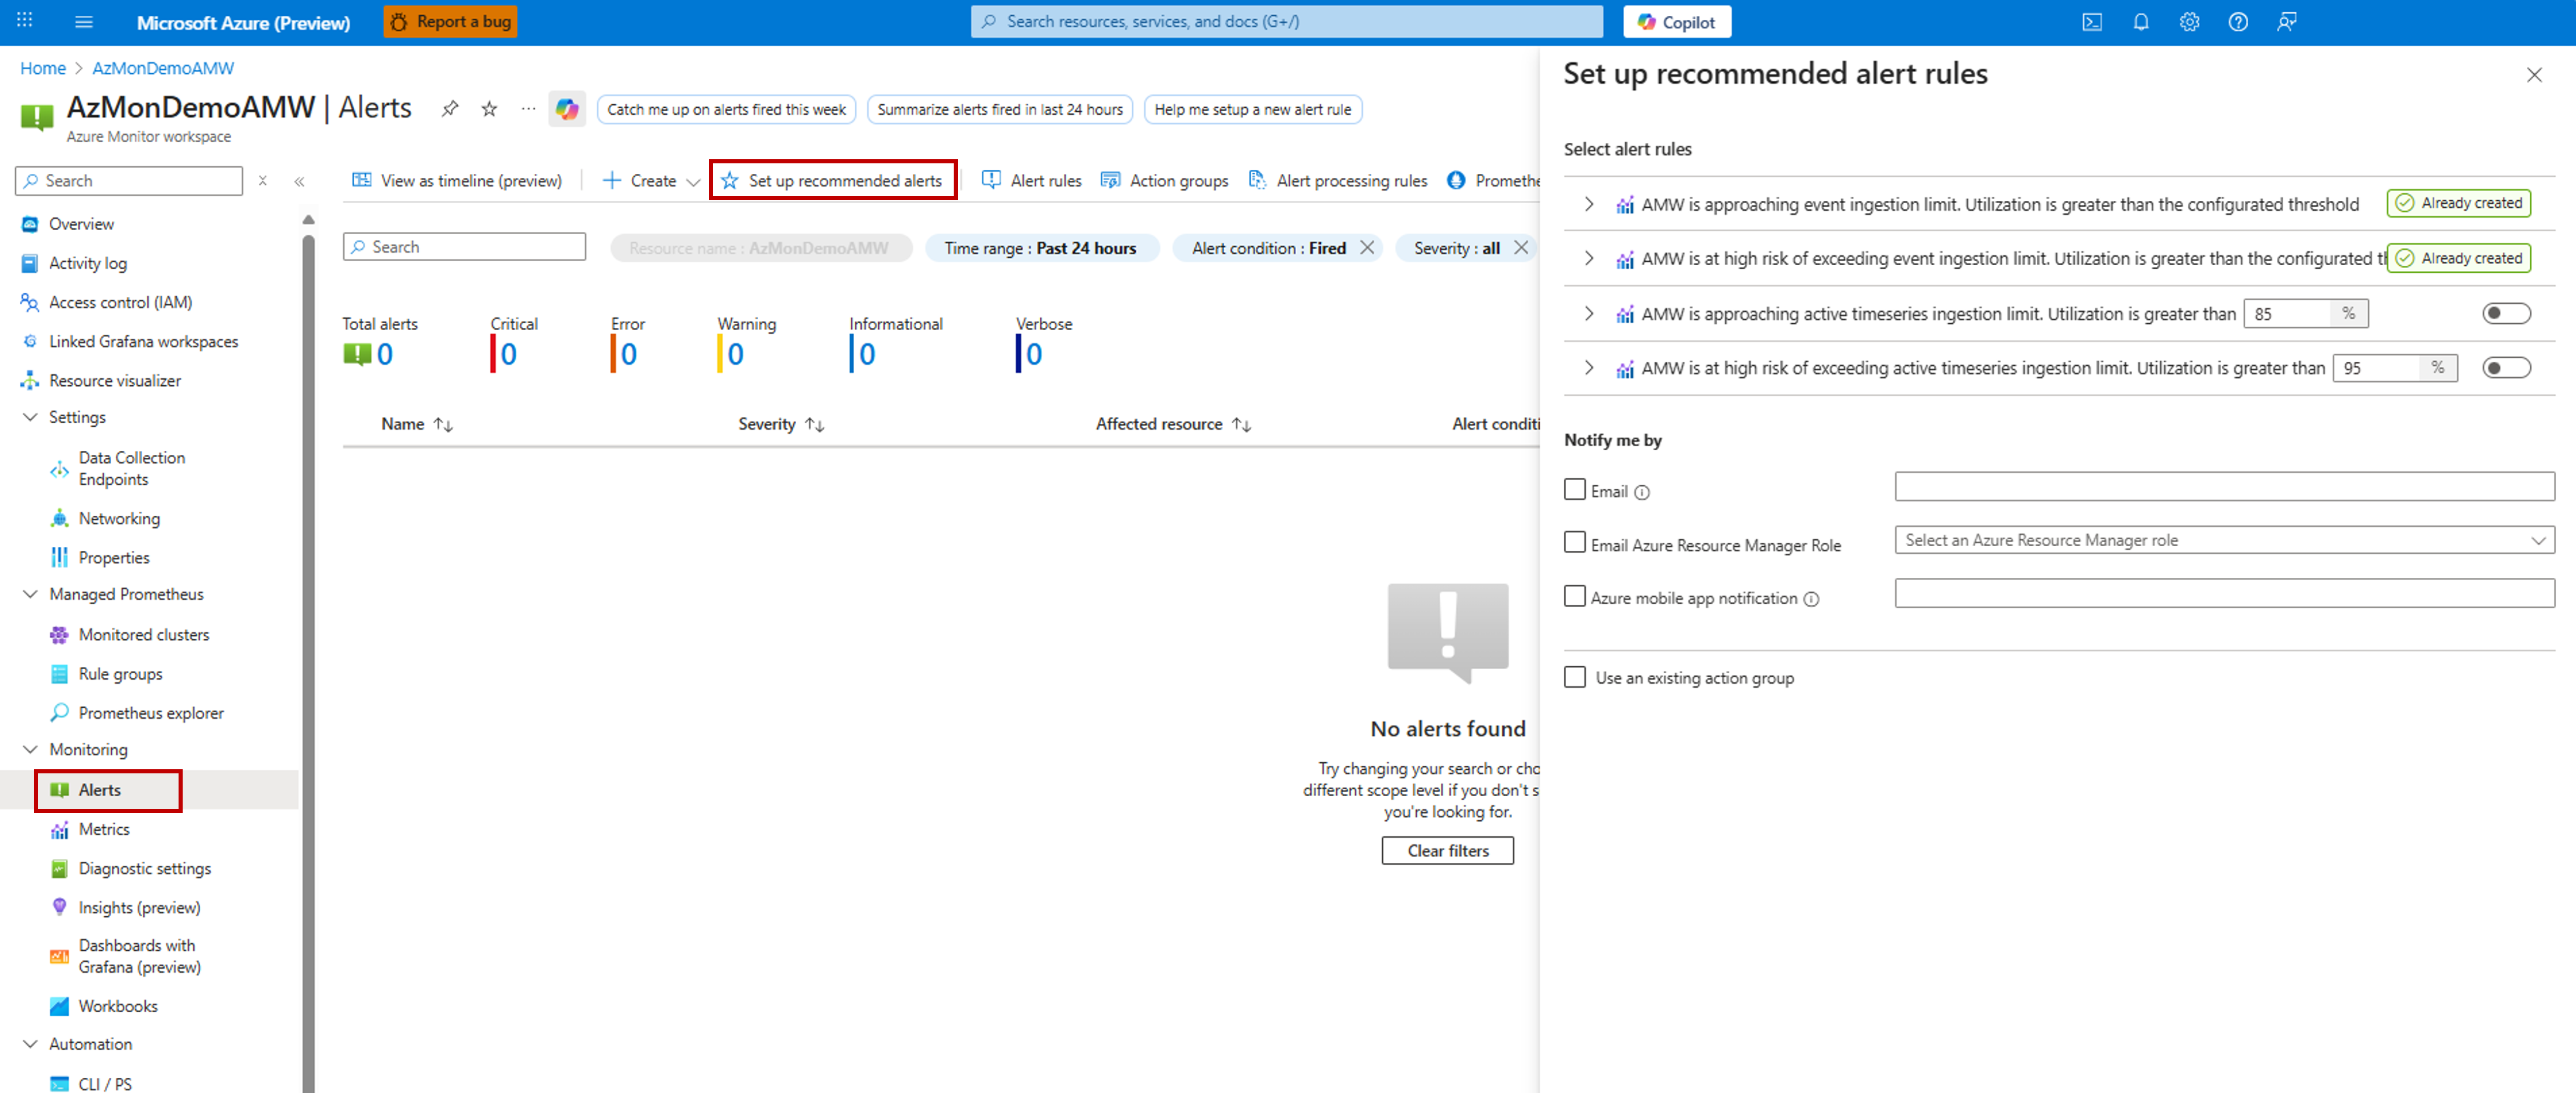 Microsoft Azure (Preview)
Report a bug
Search resources, services, and docs (G+/)
Copilot
Home > AzMonDemoAMW
AzMonDemoAMW | Alerts
Azure Monitor workspace
Catch me up on alerts fired this week
Summarize alerts fired in last 24 hours
Help me setup a new alert rule
Search
Overview
Activity log
Access control (IAM)
Linked Grafana workspaces
Resource visualizer
Settings
Data Collection
Endpoints
Networking
Properties
Managed Prometheus
Monitored clusters
Rule groups
Prometheus explorer
Monitoring
Alerts
Metrics
Diagnostic settings
Insights (preview)
Dashboards with
Grafana (preview)
Workbooks
Automation
CLI / PS
View as timeline (preview)
Create
Set up recommended alerts
Alert rules
Action groups
Alert processing rules
Promethe
Search
Resource name : AzMonDemoAMW
Time range : Past 24 hours
Alert condition : Fired
Severity : all
Total alerts
0
Critical
0
Error
0
Warning
0
Informational
0
Verbose
0
Name
Severity
Affected resource
Alert conditi
No alerts found
Try changing your search or cho
different scope level if you don't s
you're looking for.
Clear filters
Set up recommended alert rules
Select alert rules
AMW is approaching event ingestion limit. Utilization is greater than the configurated threshold
Already created
AMW is at high risk of exceeding event ingestion limit. Utilization is greater than the configurated th
Already created
AMW is approaching active timeseries ingestion limit. Utilization is greater than 85 %
AMW is at high risk of exceeding active timeseries ingestion limit. Utilization is greater than 95 %
Notify me by
Email
Email Azure Resource Manager Role
Select an Azure Resource Manager role
Azure mobile app notification
Use an existing action group